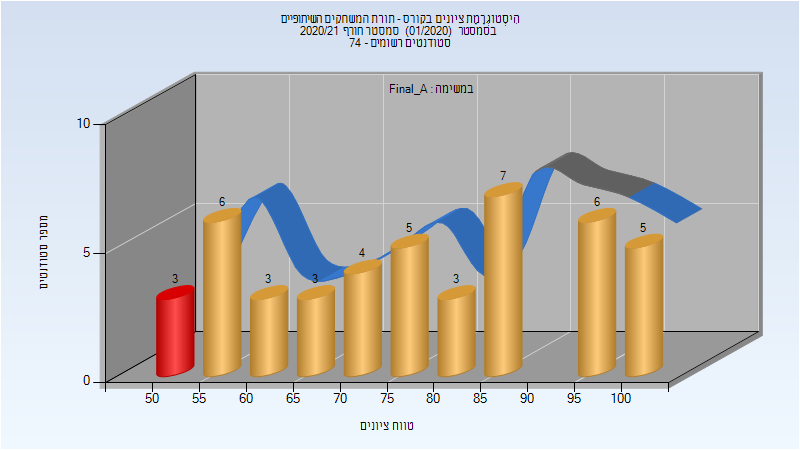 היסטוגרמת ציונים בקורס - תורת המשחקים השיתופיים
בסמסטר (01/2020) סמסטר חורף 2020/21
סטודנטים רשומים - 74
במשימה : Final_A
מספר סטודנטים
10
5
0
3
6
3
3
4
5
3
7
6
5
50 55 60 65 70 75 80 85 90 95 100
טווח ציונים